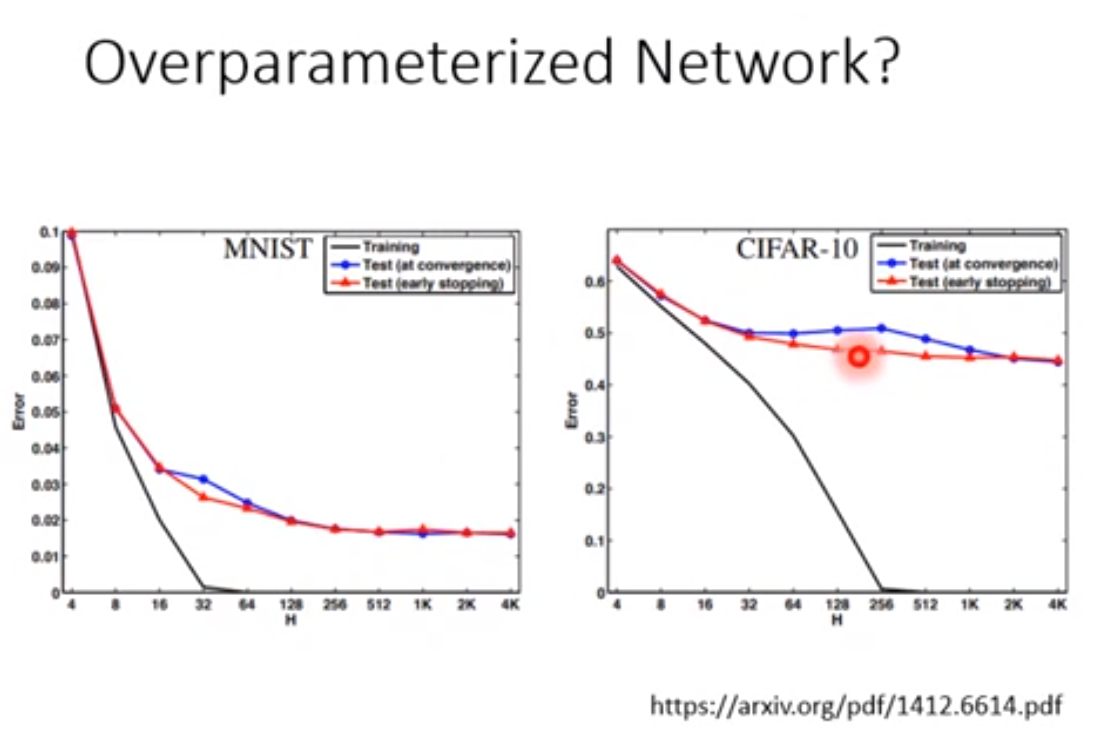 Overparameterized Network?
MNIST
Training
Test (at convergence)
Test (early stopping)
0.1
0.09
0.08
0.07
0.06
0.05
0.04
0.03
0.02
0.01
0
Error
4 8 16 32 64 128 256 512 1K 2K 4K
H
CIFAR-10
Training
Test (at convergence)
Test (early stopping)
0.6
0.5
0.4
0.3
0.2
0.1
0
Error
4 8 16 32 64 128 256 512 1K 2K 4K
H
https://arxiv.org/pdf/1412.6614.pdf